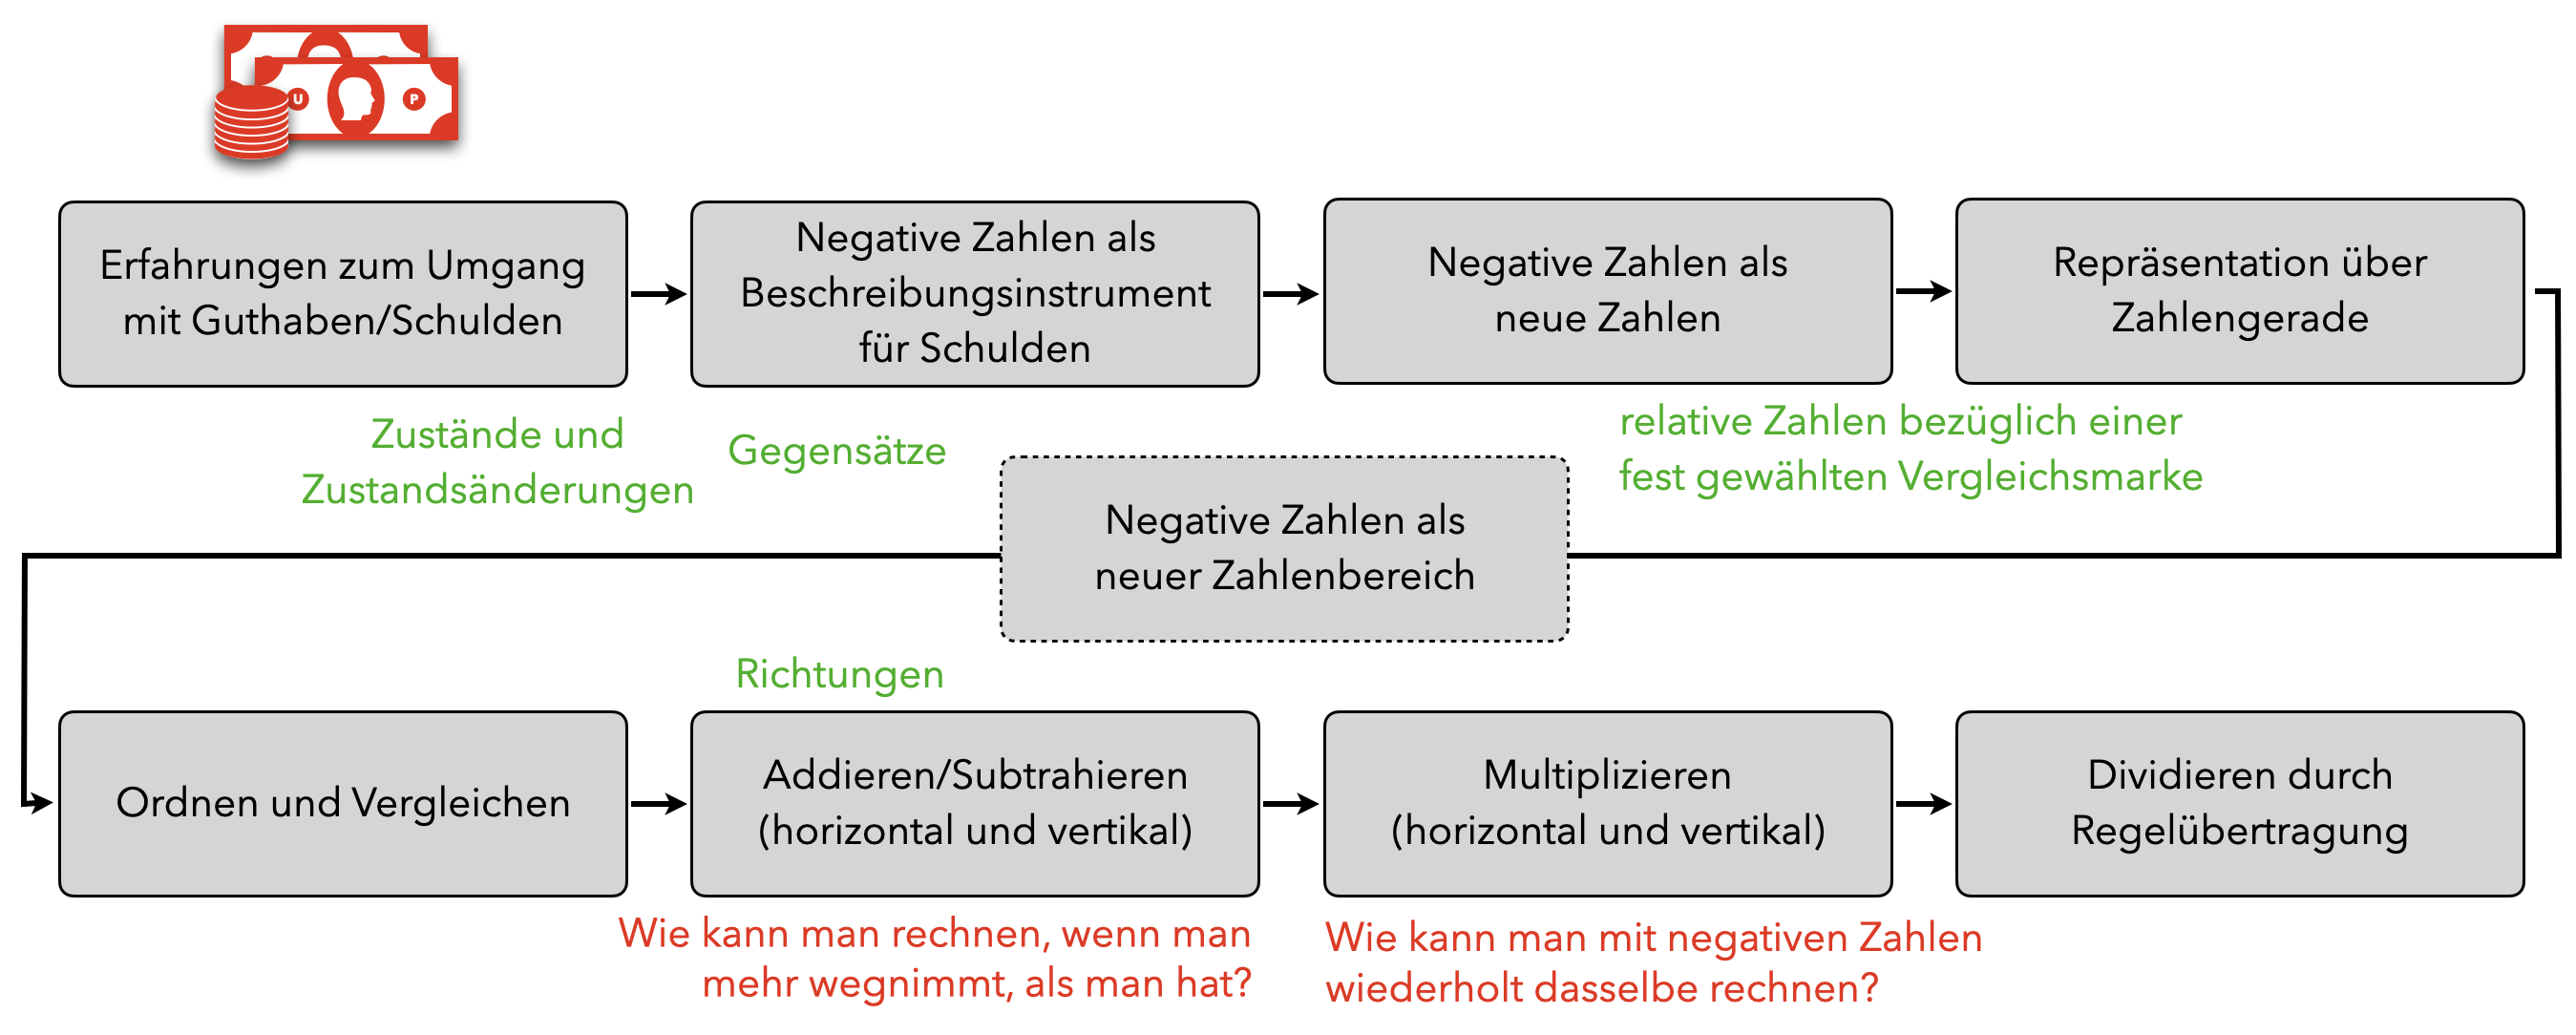 U P
Erfahrungen zum Umgang
mit Guthaben/Schulden
Negative Zahlen als
Beschreibungsinstrument
für Schulden
Negative Zahlen als
neue Zahlen
Repräsentation über
Zahlengerade
Zustände und
Zustandsänderungen
Gegensätze
relative Zahlen bezüglich einer
fest gewählten Vergleichsmarke
Negative Zahlen als
neuer Zahlenbereich
Richtungen
Ordnen und Vergleichen
Addieren/Subtrahieren
(horizontal und vertikal)
Multiplizieren
(horizontal und vertikal)
Dividieren durch
Regelübertragung
Wie kann man rechnen, wenn man
mehr wegnimmt, als man hat?
Wie kann man mit negativen Zahlen
wiederholt dasselbe rechnen?